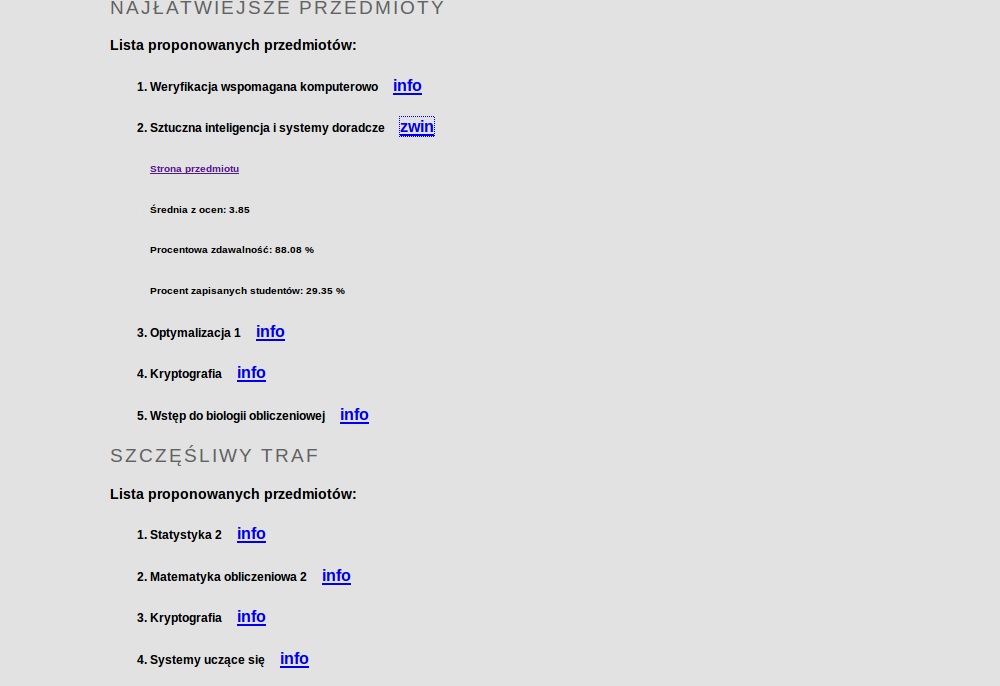 NAJŁATWIEJSZE PRZEDMIOTY
Lista proponowanych przedmiotów:
1. Weryfikacja wspomagana komputerowo info
2. Sztuczna inteligencja i systemy doradcze zwin
Strona przedmiotu
Średnia z ocen: 3.85
Procentowa zdawalność: 88.08 %
Procent zapisanych studentów: 29.35 %
3. Optymalizacja 1 info
4. Kryptografia info
5. Wstęp do biologii obliczeniowej info
SZCZĘŚLIWY TRAF
Lista proponowanych przedmiotów:
1. Statystyka 2 info
2. Matematyka obliczeniowa 2 info
3. Kryptografia info
4. Systemy uczące się info